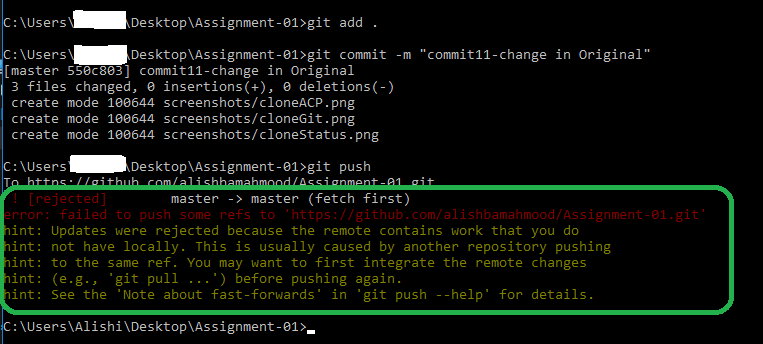 C:\Users\ \Desktop\Assignment-01>git add .
C:\Users\ \Desktop\Assignment-01>git commit -m "commit11-change in Original"
[master 550c803] commit11-change in Original
3 files changed, 0 insertions(+), 0 deletions(-)
create mode 100644 screenshots/cloneACP.png
create mode 100644 screenshots/cloneGit.png
create mode 100644 screenshots/cloneStatus.png
C:\Users\ \Desktop\Assignment-01>git push
To https://github.com/alishbamahmood/Assignment-01.git
! [rejected] master -> master (fetch first)
error: failed to push some refs to 'https://github.com/alishbamahmood/Assignment-01.git'
hint: Updates were rejected because the remote contains work that you do
hint: not have locally. This is usually caused by another repository pushing
hint: to the same ref. You may want to first integrate the remote changes
hint: (e.g., 'git pull ...') before pushing again.
hint: See the 'Note about fast-forwards' in 'git push --help' for details.
C:\Users\Alishi\Desktop\Assignment-01>